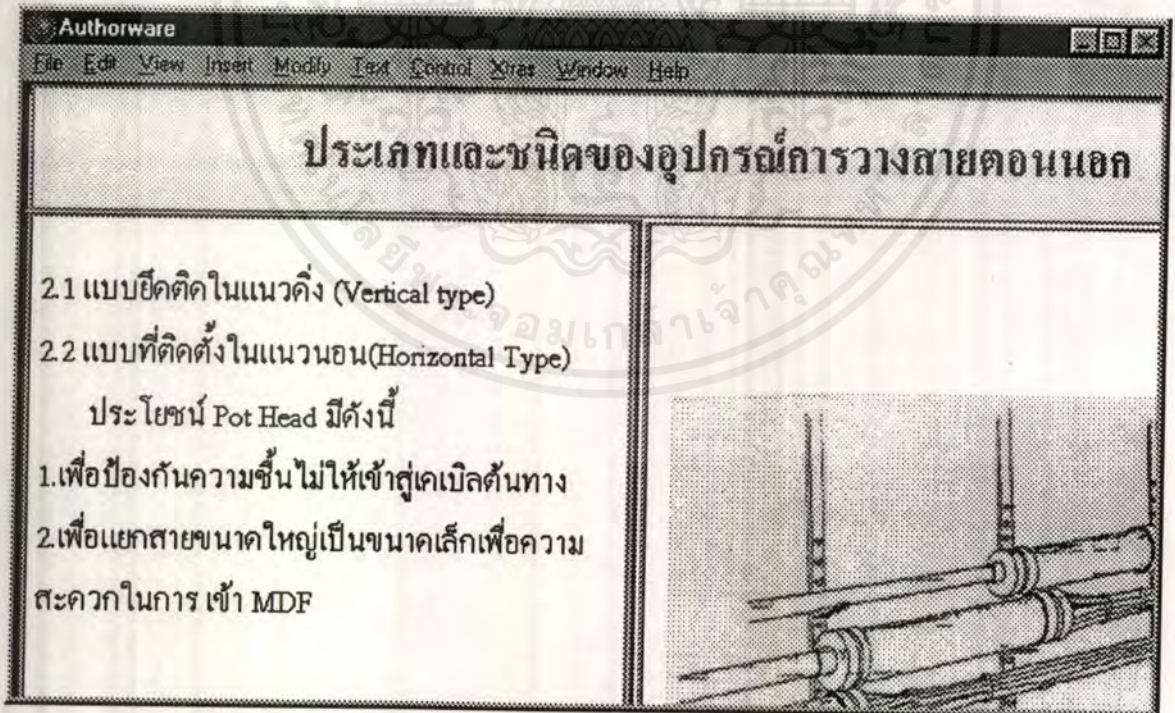 Authorware
File Edit View Insert Modify Text Control Xtras Window Help
ประเภทและชนิดของอุปกรณ์การวางสายตอนนอก
2.1 แบบยึดติดในแนวดิ่ง (Vertical type)
2.2 แบบที่ติดตั้งในแนวนอน(Horizontal Type)
ประโยชน์ Pot Head มีดังนี้
1.เพื่อป้องกันความชื้นไม่ให้เข้าสู่เคเบิลต้นทาง
2.เพื่อแยกสายขนาดใหญ่เป็นขนาดเล็กเพื่อความ
สะดวกในการ เข้า MDF